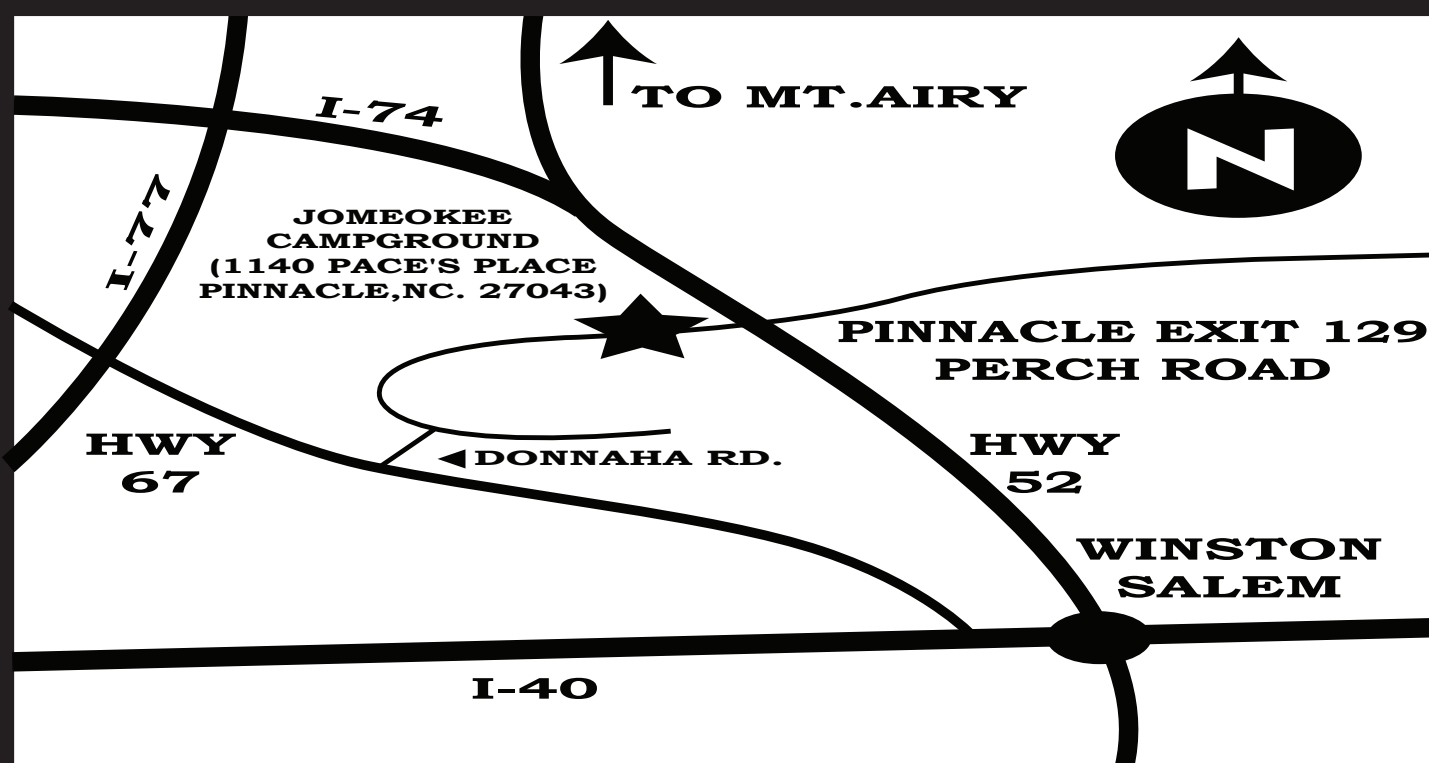 I-74
TO MT.AIRY
N
I-77
JOMEOKEE
CAMPGROUND
(1140 PACE'S PLACE
PINNACLE,NC. 27043)
PINNACLE EXIT 129
PERCH ROAD
HWY
67
DONNAHA RD.
HWY
52
WINSTON
SALEM
I-40